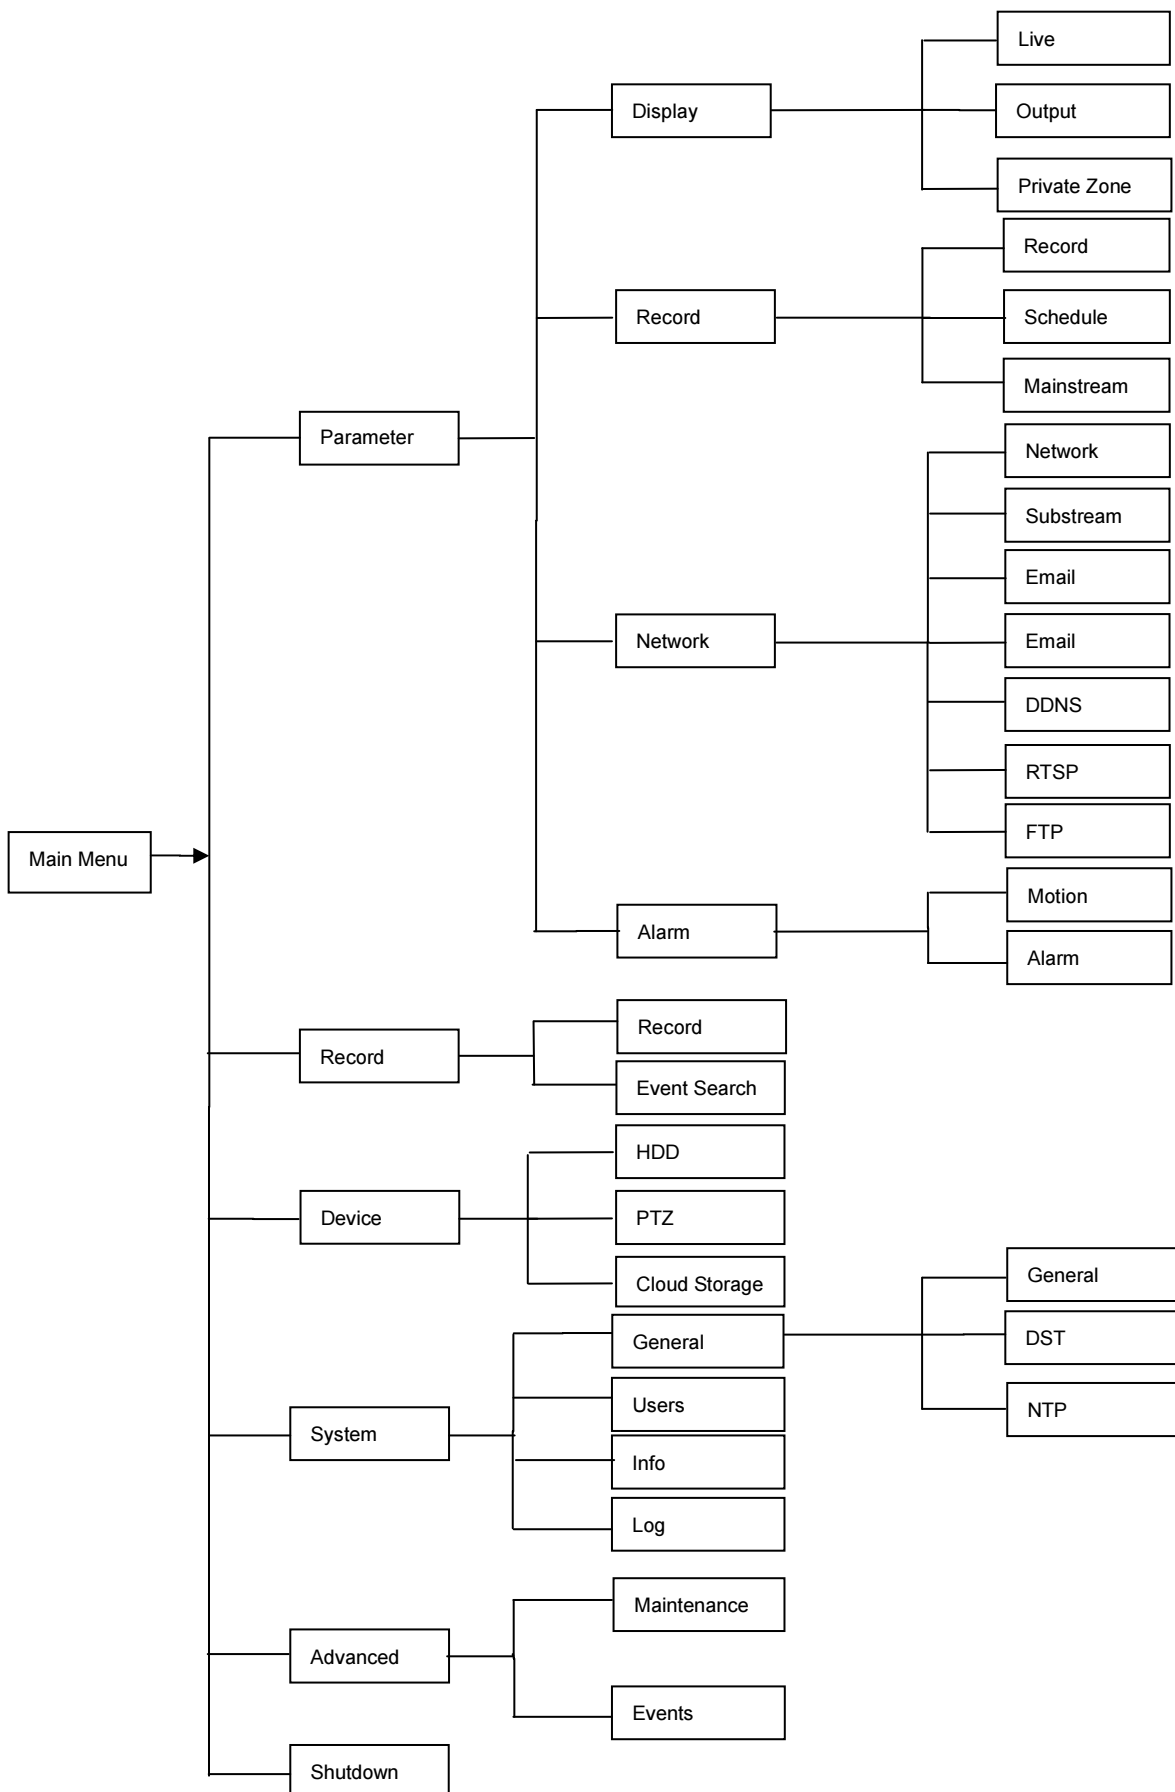 Live
Display
Output
Private Zone
Record
Record
Schedule
Mainstream
Parameter
Network
Substream
Email
Network
Email
DDNS
RTSP
Main Menu
FTP
Motion
Alarm
Alarm
Record
Record
Event Search
HDD
Device
PTZ
Cloud Storage
General
General
DST
Users
NTP
System
Info
Log
Maintenance
Advanced
Events
Shutdown